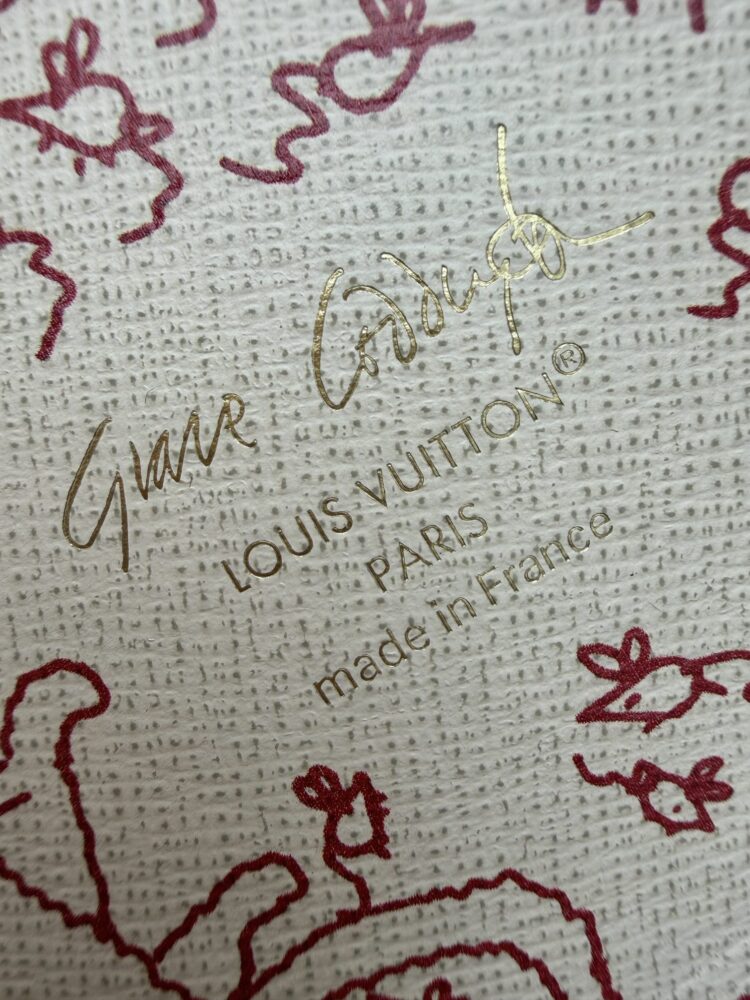 Grace Coddington
LOUIS VUITTON®
PARIS
made in France